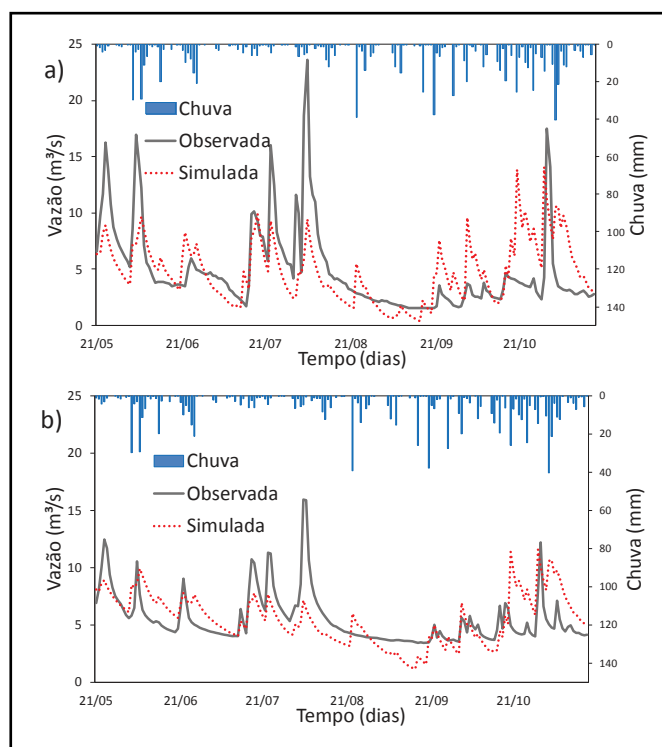 a)
25
20
15
10
5
0
Vazão (m³/s)
Chuva
Observada
Simulada
0
20
40
60
80
100
120
140
Chuva (mm)
21/05
21/06
21/07
21/08
21/09
21/10
Tempo (dias)
b)
25
20
15
10
5
0
Vazão (m³/s)
Chuva
Observada
Simulada
0
20
40
60
80
100
120
140
Chuva (mm)
21/05
21/06
21/07
21/08
21/09
21/10
Tempo (dias)